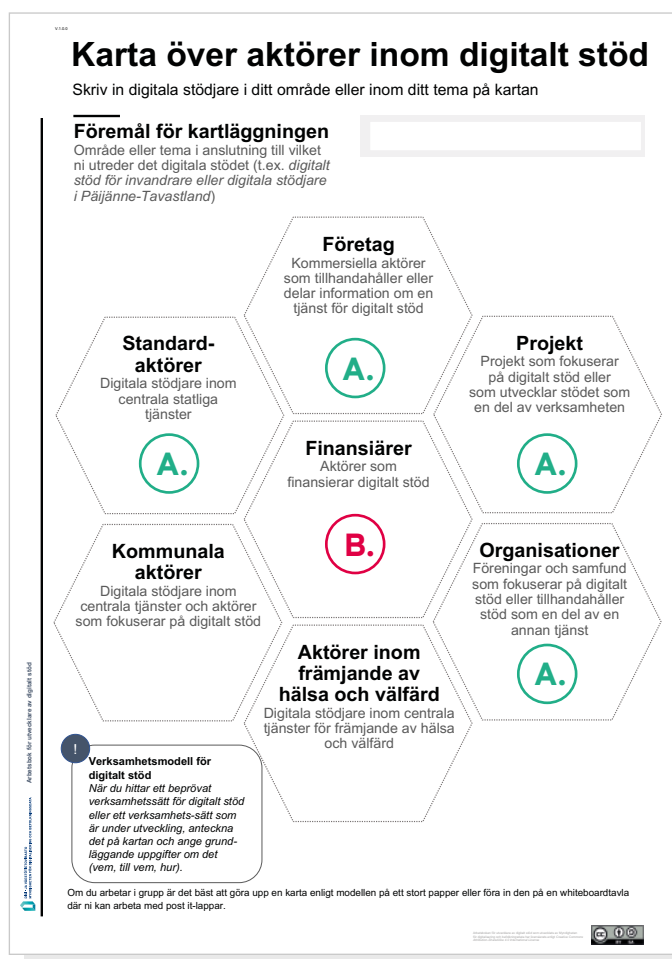 V.1.0.0
Karta över aktörer inom digitalt stöd
Skriv in digitala stödjare i ditt område eller inom ditt tema på kartan
Föremål för kartläggningen
Område eller tema i anslutning till vilket
ni utreder det digitala stödet (t.ex. digitalt
stöd för invandrare eller digitala stödjare
i Päijänne-Tavastland)
Företag
Kommersiella aktörer
som tillhandahåller eller
delar information om en
tjänst för digitalt stöd
A.
Standard-
aktörer
Digitala stödjare inom
centrala statliga
tjänster
A.
Projekt
Projekt som fokuserar
på digitalt stöd eller
som utvecklar stödet som
en del av verksamheten
A.
Finansiärer
Aktörer som
finansierar digitalt stöd
B.
Kommunala
aktörer
Digitala stödjare inom
centrala tjänster och aktörer
som fokuserar på digitalt stöd
Organisationer
Föreningar och samfund
som fokuserar på digitalt
stöd eller tillhandahåller
stöd som en del av en
annan tjänst
A.
Aktörer inom
främjande av
hälsa och välfärd
Digitala stödjare inom centrala
tjänster för främjande av hälsa
och välfärd
!
Verksamhetsmodell för
digitalt stöd
När du hittar ett beprövat
verksamhetssätt för digitalt stöd
eller ett verksamhets-sätt som
är under utveckling, anteckna
det på kartan och ange grund-
läggande uppgifter om det
(vem, till vem, hur).
Arbetsbok för utvecklare av digitalt stöd
Om du arbetar i grupp är det bäst att göra upp en karta enligt modellen på ett stort papper eller föra in den på en whiteboardtavla
där ni kan arbeta med post it-lappar.